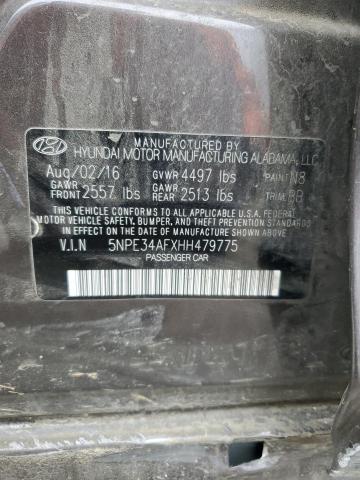 MANUFACTURED BY
HYUNDAI MOTOR MANUFACTURING ALABAMA, LLC
Aug/02/16 GVWR 4497 lbs PAINT N8
GAWR FRONT 2557 lbs GAWR REAR 2513 lbs TRIM BB
THIS VEHICLE CONFORMS TO ALL APPLICABLE U.S.A. FEDERAL
MOTOR VEHICLE SAFETY, BUMPER, AND THEFT PREVENTION STANDARDS
IN EFFECT ON THE DATE OF MANUFACTURE SHOWN ABOVE.
V.I.N 5NPE34AFXHH479775
PASSENGER CAR